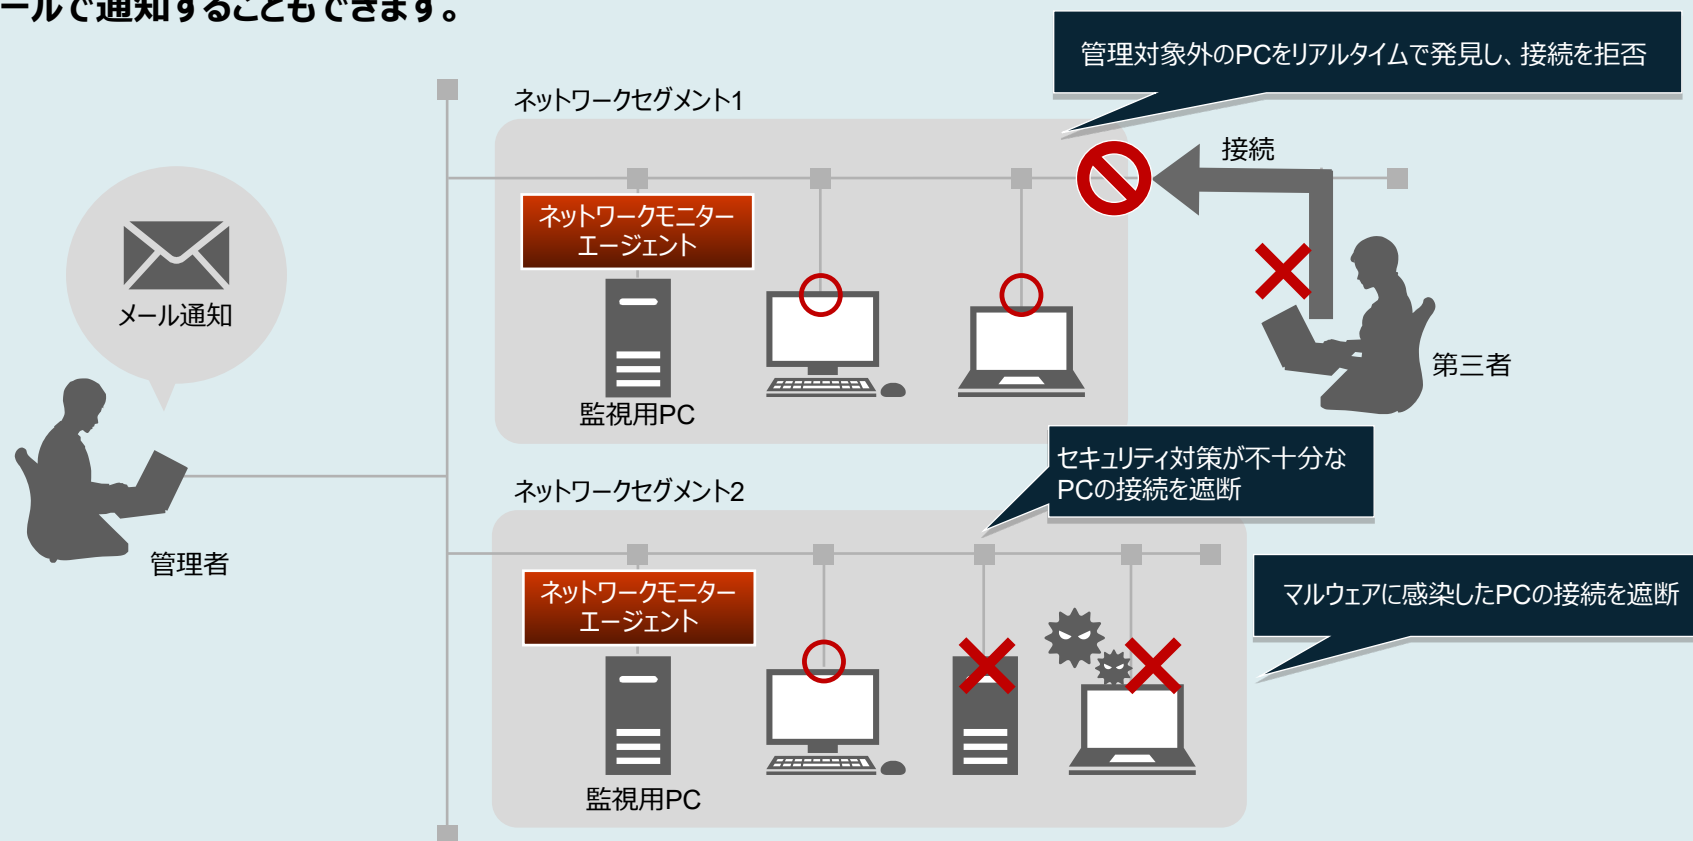 ールで通知することもできます。
管理対象外のPCをリアルタイムで発見し、接続を拒否
ネットワークセグメント1
接続
ネットワークモニター
エージェント
メール通知
第三者
監視用PC
セキュリティ対策が不十分な
PCの接続を遮断
ネットワークセグメント2
管理者
マルウェアに感染したPCの接続を遮断
ネットワークモニター
エージェント
監視用PC